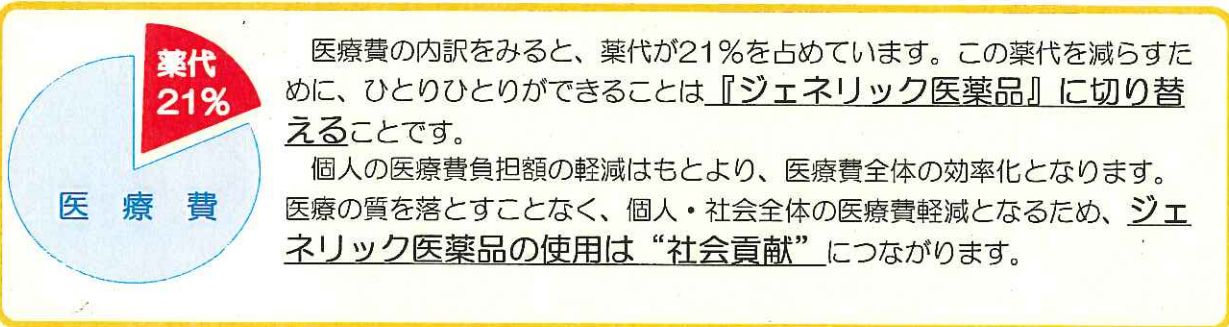 薬代
21%
医療費
医療費の内訳をみると、薬代が21%を占めています。この薬代を減らすた
めに、ひとりひとりができることは『ジェネリック医薬品』に切り替
えることです。
個人の医療費負担額の軽減はもとより、医療費全体の効率化となります。
医療の質を落とすことなく、個人・社会全体の医療費軽減となるため、ジェ
ネリック医薬品の使用は“社会貢献”につながります。